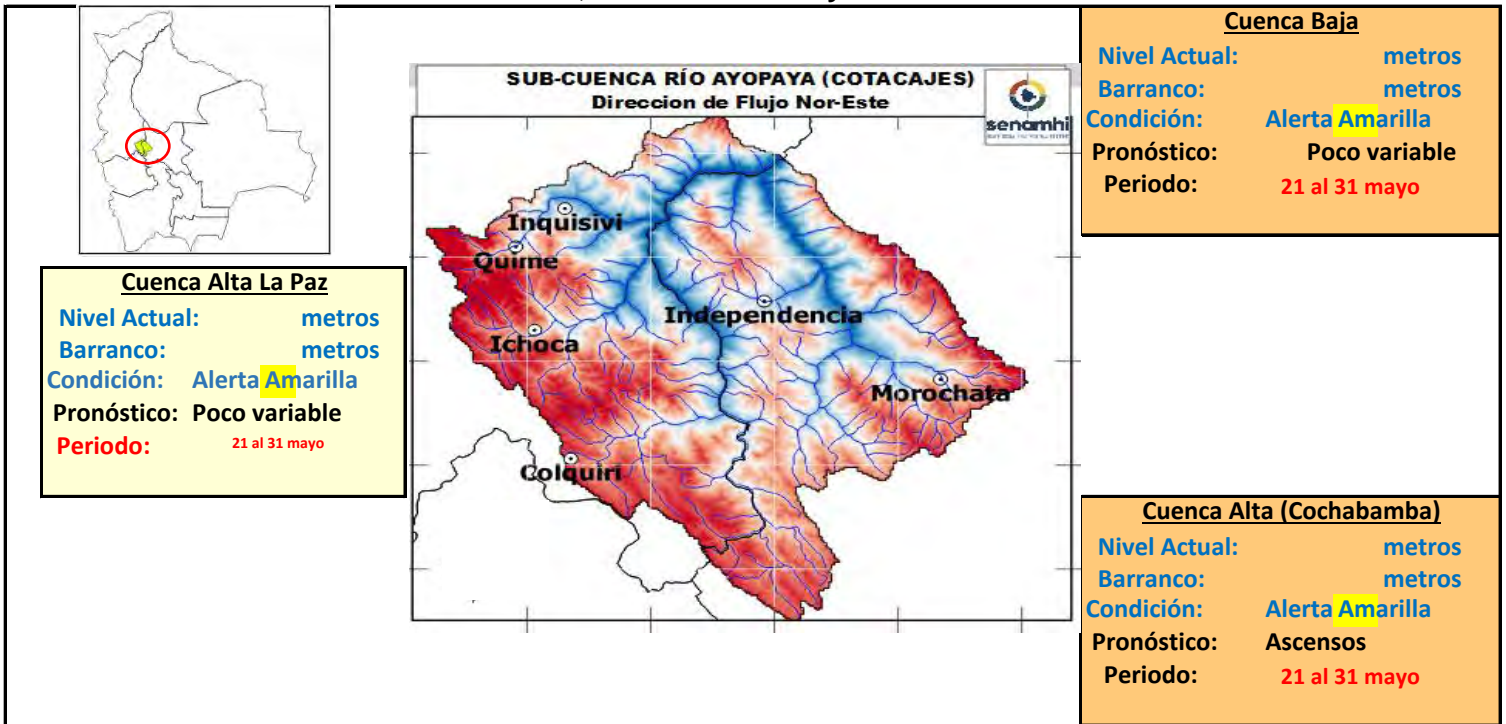 Cuenca Baja
Nivel Actual: metros
Barranco: metros
Condición: Alerta Amarilla
Pronóstico: Poco variable
Periodo: 21 al 31 mayo
SUB-CUENCA RÍO AYOPAYA (COTACAJES)
Direccion de Flujo Nor-Este
senamhi
Inquisivi
Quime
Independencia
Ichoca
Morochata
Colquiri
Cuenca Alta La Paz
Nivel Actual: metros
Barranco: metros
Condición: Alerta Amarilla
Pronóstico: Poco variable
Periodo: 21 al 31 mayo
Cuenca Alta (Cochabamba)
Nivel Actual: metros
Barranco: metros
Condición: Alerta Amarilla
Pronóstico: Ascensos
Periodo: 21 al 31 mayo